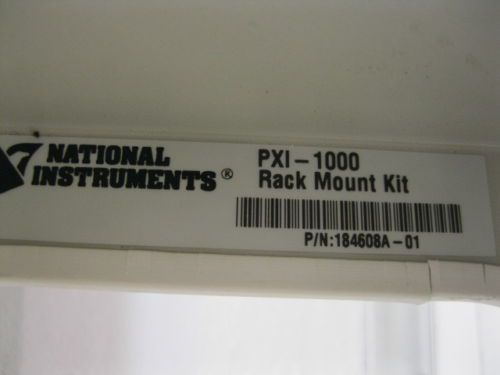 NATIONAL
INSTRUMENTS®
PXI-1000
Rack Mount Kit
P/N:184608A-01